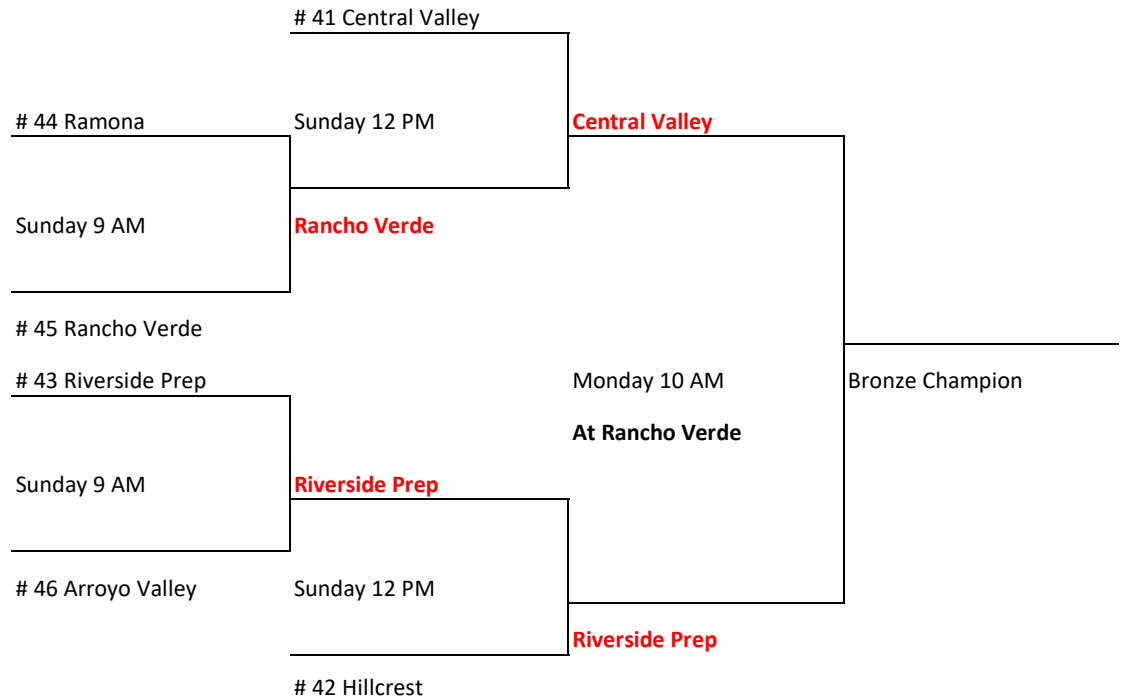 # 41 Central Valley
# 44 Ramona
Sunday 12 PM
Central Valley
Sunday 9 AM
Rancho Verde
# 45 Rancho Verde
# 43 Riverside Prep
Monday 10 AM
Bronze Champion
At Rancho Verde
Sunday 9 AM
Riverside Prep
# 46 Arroyo Valley
Sunday 12 PM
Riverside Prep
# 42 Hillcrest